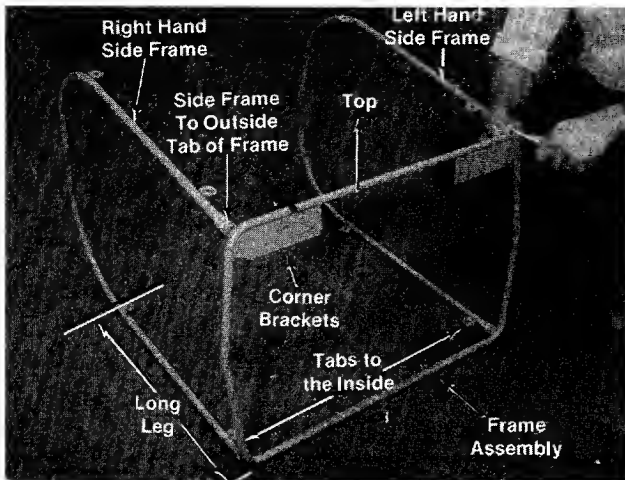 Right Hand
Side Frame
Left Hand
Side Frame
Side Frame
To Outside
Tab of Frame
Top
Corner
Brackets
Tabs to
the Inside
Long
Leg
Frame
Assembly